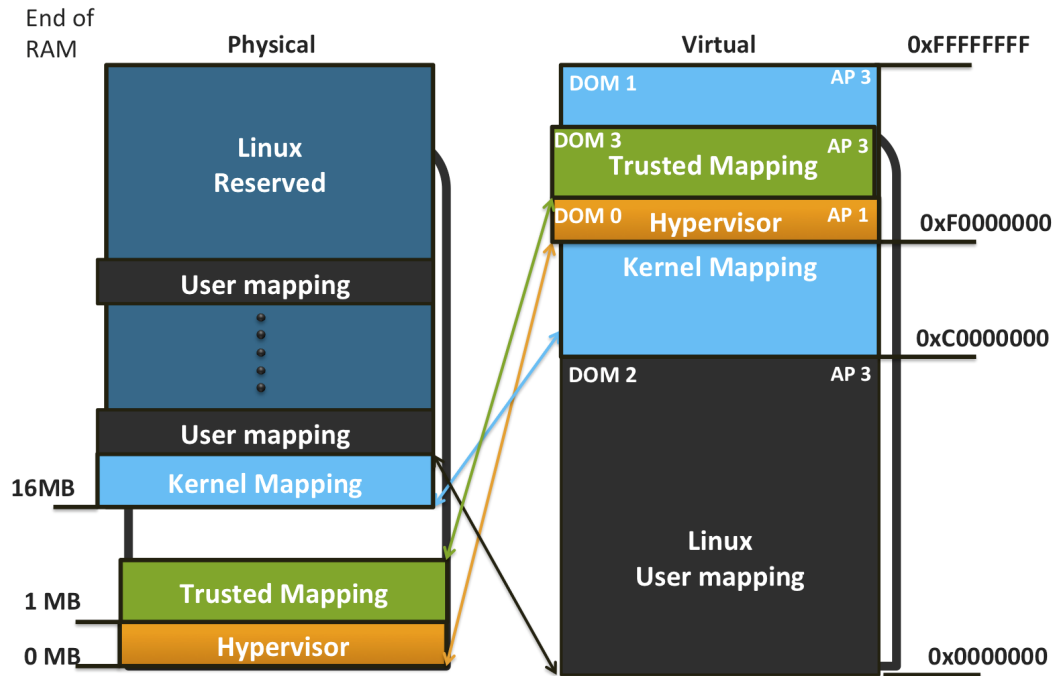 End of
RAM
Physical
Linux
Reserved
User mapping
User mapping
Kernel Mapping
16MB
Trusted Mapping
1 MB
Hypervisor
0 MB
Virtual
0xFFFFFFFF
DOM 1
AP 3
DOM 3
AP 3
Trusted Mapping
DOM 0
Hypervisor
AP 1
0xF0000000
Kernel Mapping
0xC0000000
DOM 2
AP 3
Linux
User mapping
0x0000000